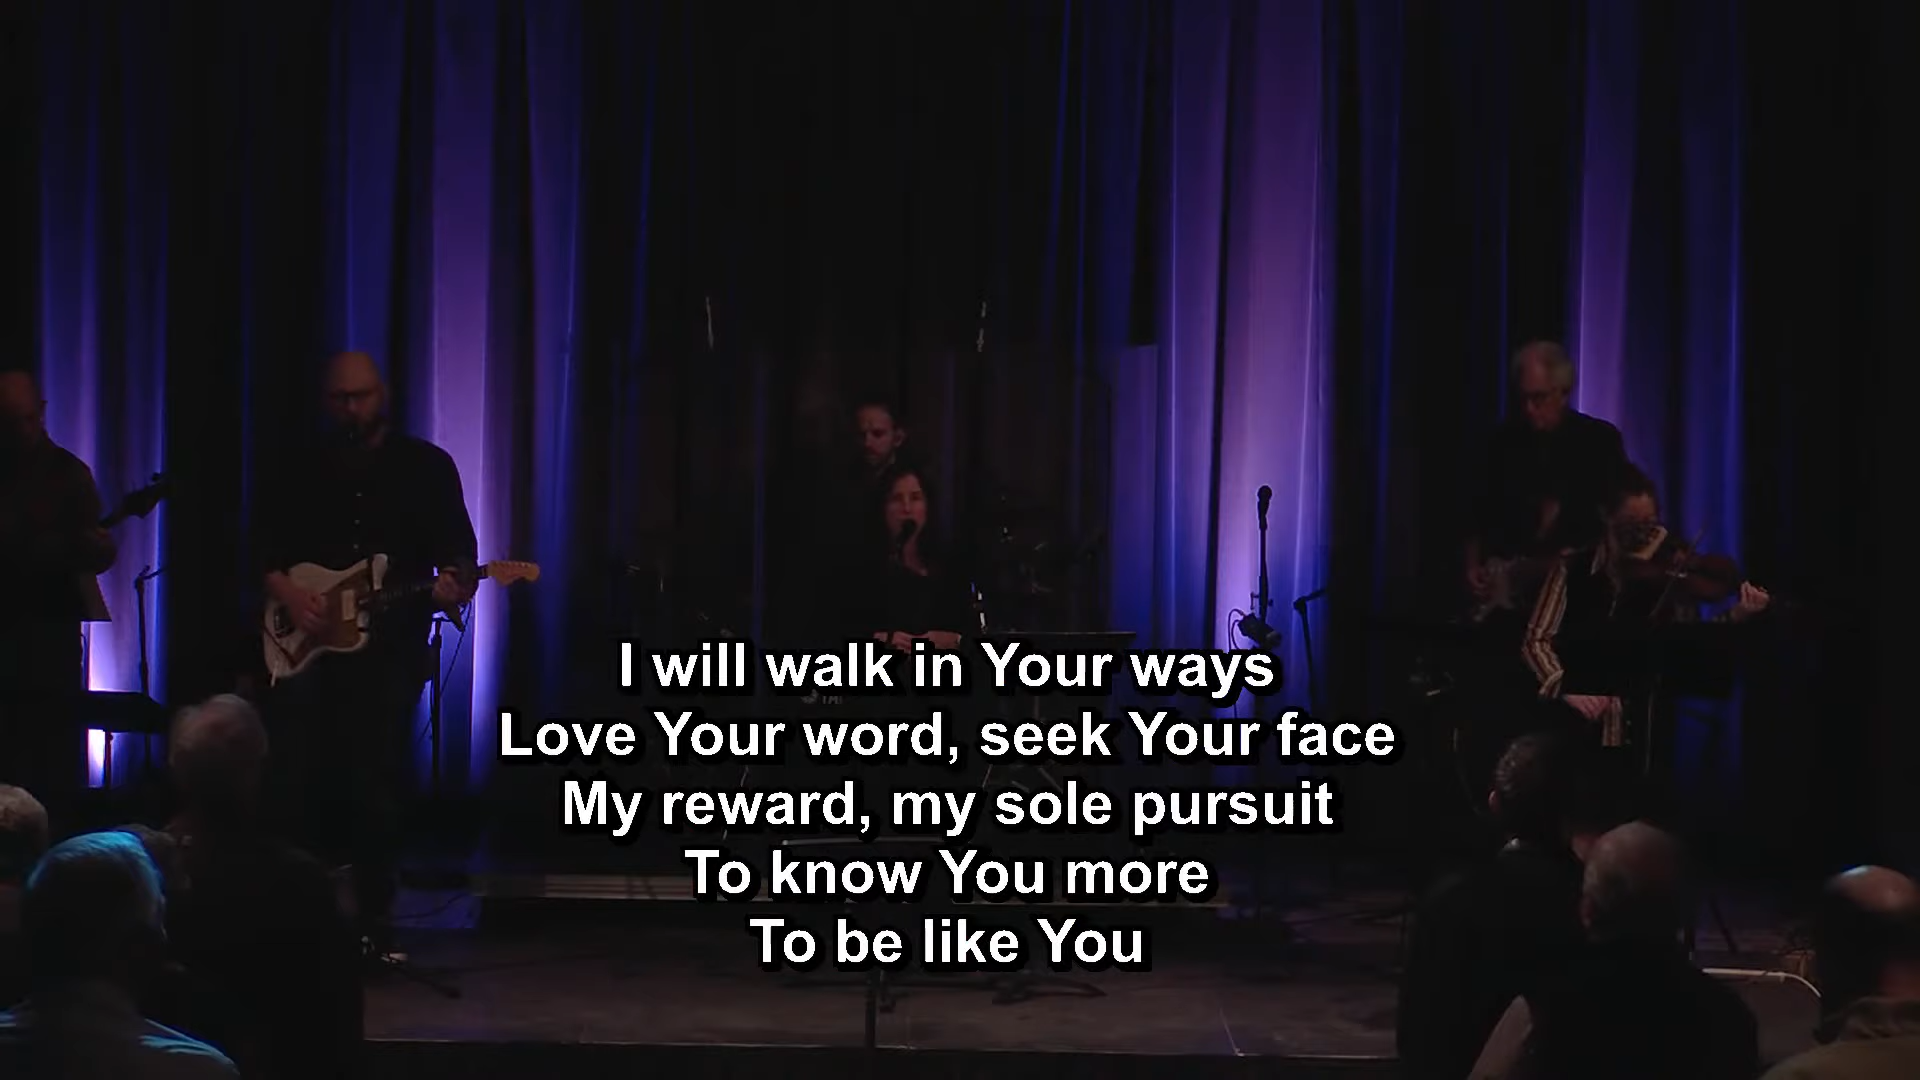 I will walk in Your ways
Love Your word, seek Your face
My reward, my sole pursuit
To know You more
To be like You